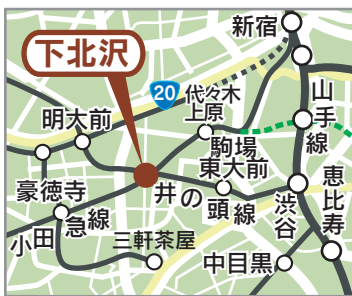 新宿
下北沢
20
代々木
上原
山手線
明大前
駒場
東大前
豪徳寺
井の頭線
渋谷
恵比寿
小田急線
三軒茶屋
中目黒